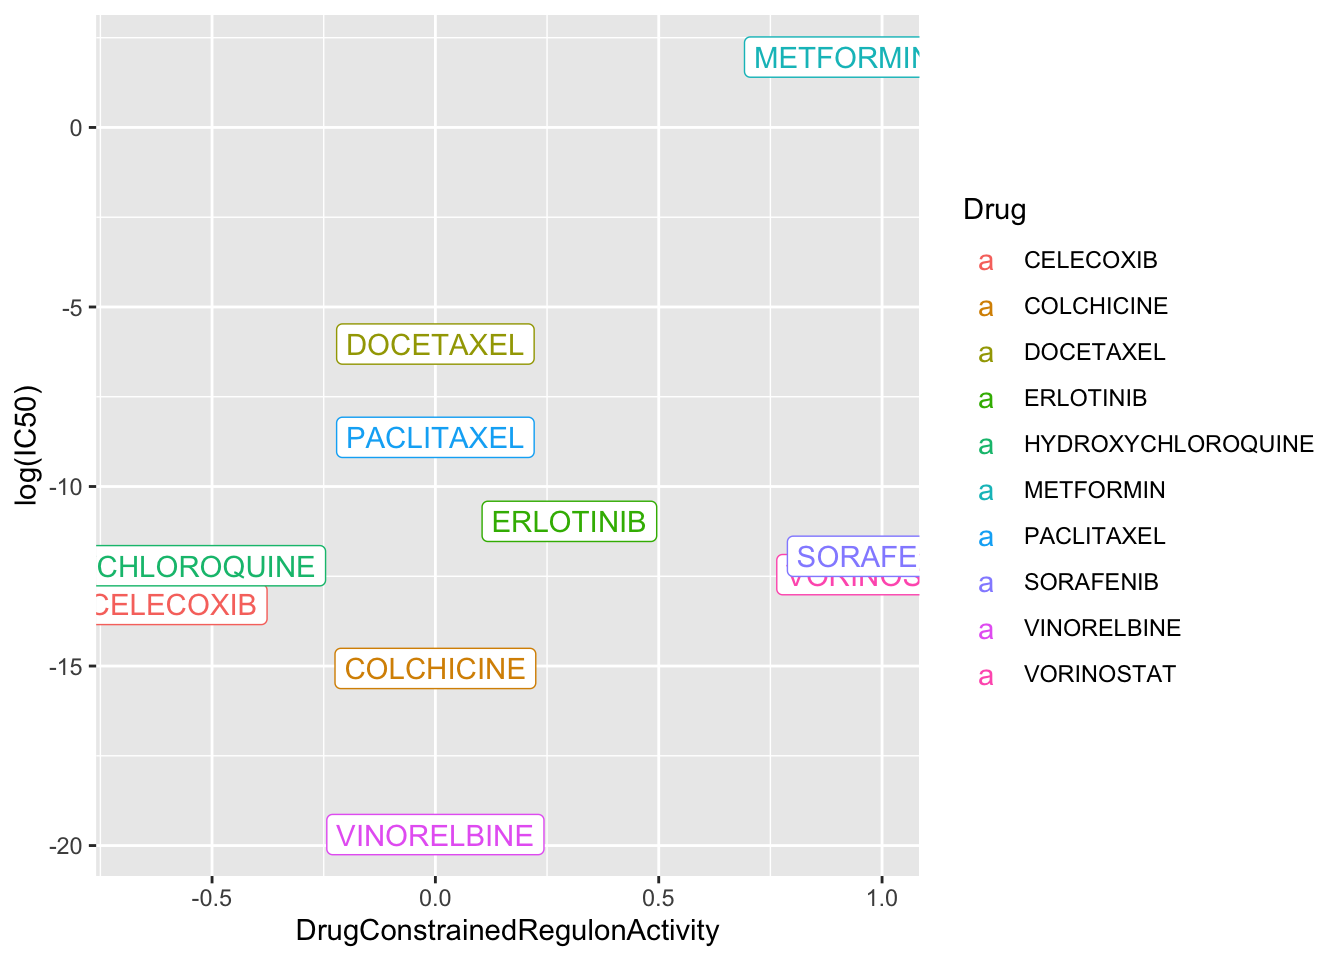 METFORMIN
0
-5
DOCETAXEL
PACLITAXEL
-10
ERLOTINIB
SORAFE
CHLOROQUINE
VORINOS
CELECOXIB
-15
COLCHICINE
VINORELBINE
-20
-0.5 0.0 0.5 1.0
DrugConstrainedRegulonActivity
log(IC50)
Drug
a CELECOXIB
a COLCHICINE
a DOCETAXEL
a ERLOTINIB
a HYDROXYCHLOROQUINE
a METFORMIN
a PACLITAXEL
a SORAFENIB
a VINORELBINE
a VORINOSTAT